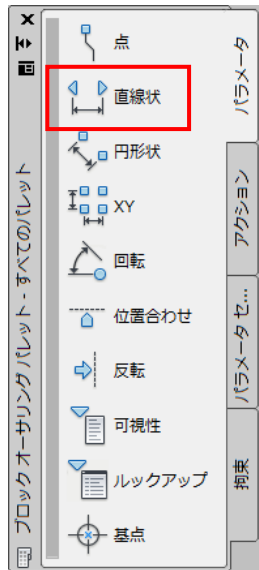 点
直線状
円形状
XY
回転
位置合わせ
反転
可視性
ルックアップ
基点
パラメータ
アクション
パラメータ セ...
拘束
ブロック オーサリング パレット - すべてのパレット